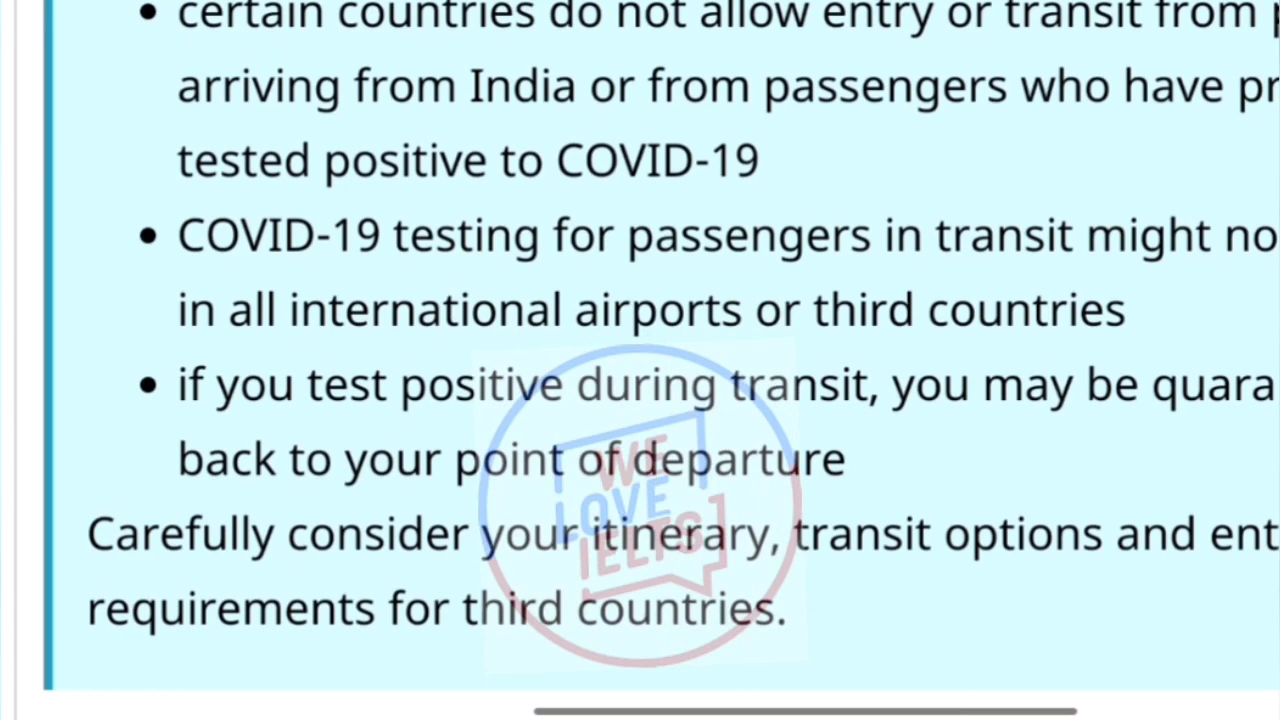 certain countries do not allow entry or transit from
arriving from India or from passengers who have
tested positive to COVID-19
COVID-19 testing for passengers in transit might
in all international airports or third countries
if you test positive during transit, you may be
back to your point of departure
Carefully consider your itinerary, transit options and
requirements for third countries.
WE
LOVE
IELTS